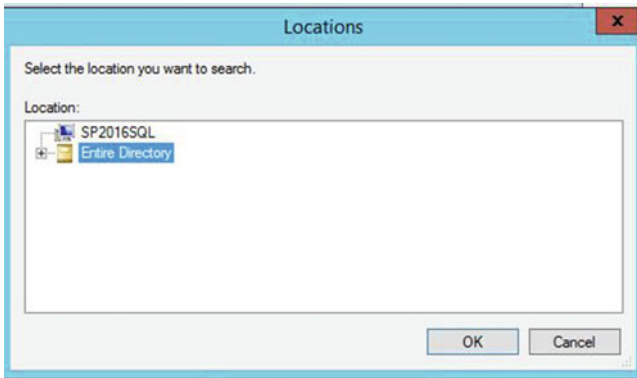 Locations
x
Select the location you want to search.
Location:
SP2016SQL
Entire Directory
OK Cancel